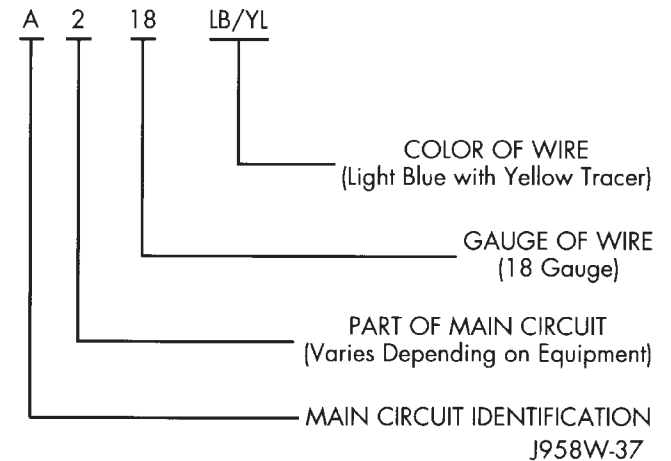 A 2 18 LB/YL
COLOR OF WIRE
(Light Blue with Yellow Tracer)
GAUGE OF WIRE
(18 Gauge)
PART OF MAIN CIRCUIT
(Varies Depending on Equipment)
MAIN CIRCUIT IDENTIFICATION
J958W-37